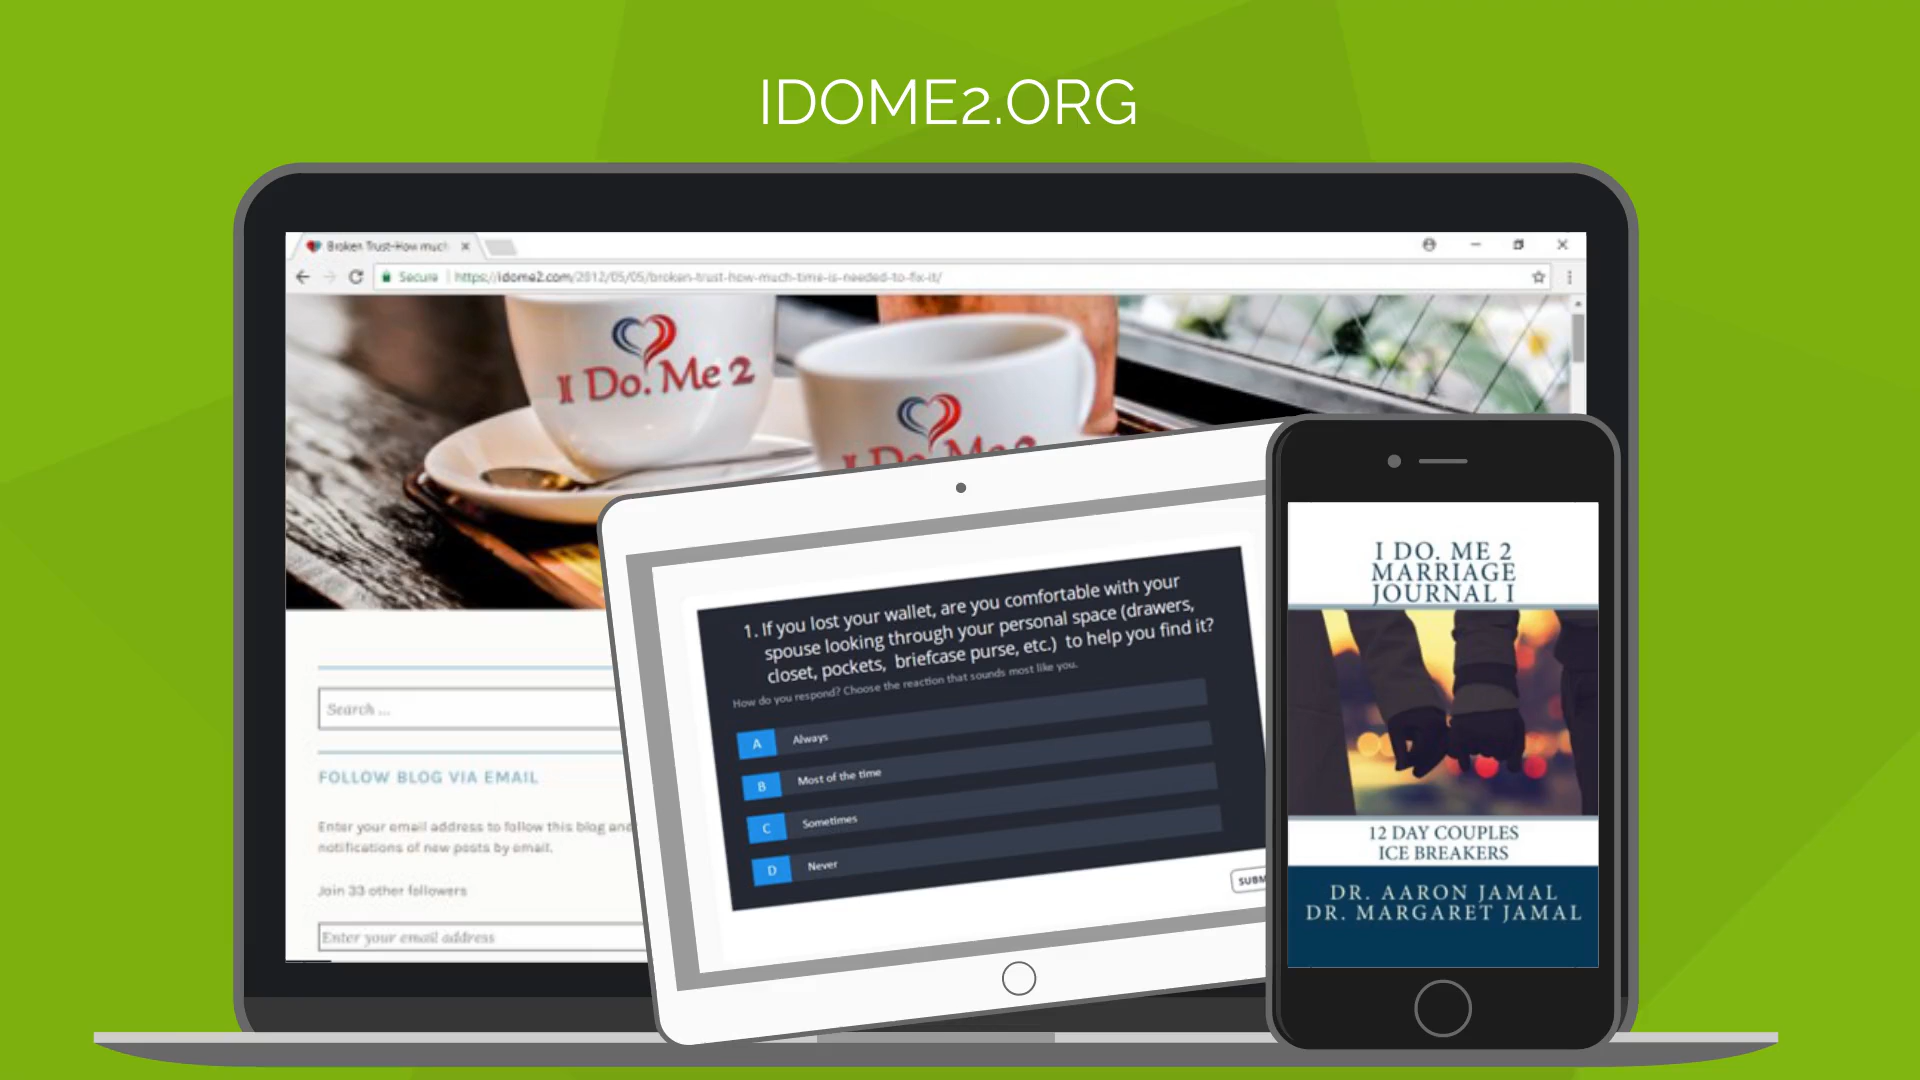 IDOME2.ORG
Broken Trust-How much
Secure https://idome2.com/2012/05/05/broken-trust-how-much-time-is-needed-to-fix-it/
I Do. Me 2
I Do. Me 2
Search ...
FOLLOW BLOG VIA EMAIL
Enter your email address to follow this blog and
notifications of new posts by email.
Join 33 other followers
Enter your email address
1. If you lost your wallet, are you comfortable with your
spouse looking through your personal space (drawers,
closet, pockets, briefcase purse, etc.) to help you find it?
How do you respond? Choose the reaction that sounds most like you.
A Always
B Most of the time
C Sometimes
D Never
SUBM
I DO. ME 2
MARRIAGE
JOURNAL I
12 DAY COUPLES
ICE BREAKERS
DR. AARON JAMAL
DR. MARGARET JAMAL